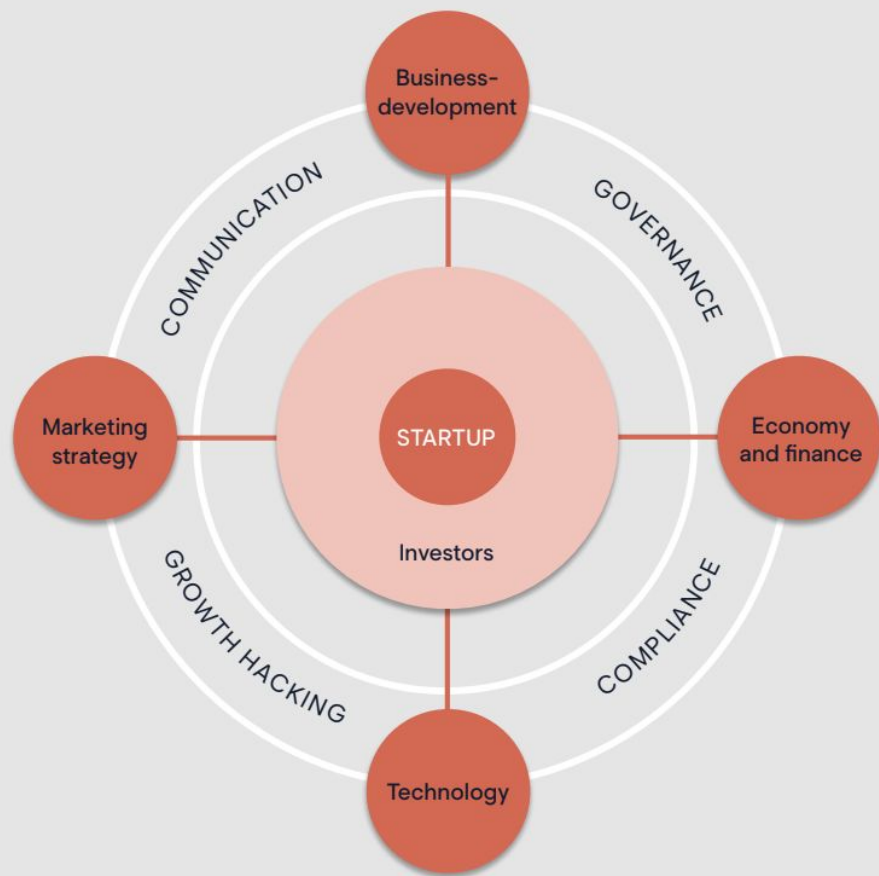 Business-
development
COMMUNICATION
GOVERNANCE
Marketing
strategy
STARTUP
Economy
and finance
Investors
GROWTH HACKING
COMPLIANCE
Technology